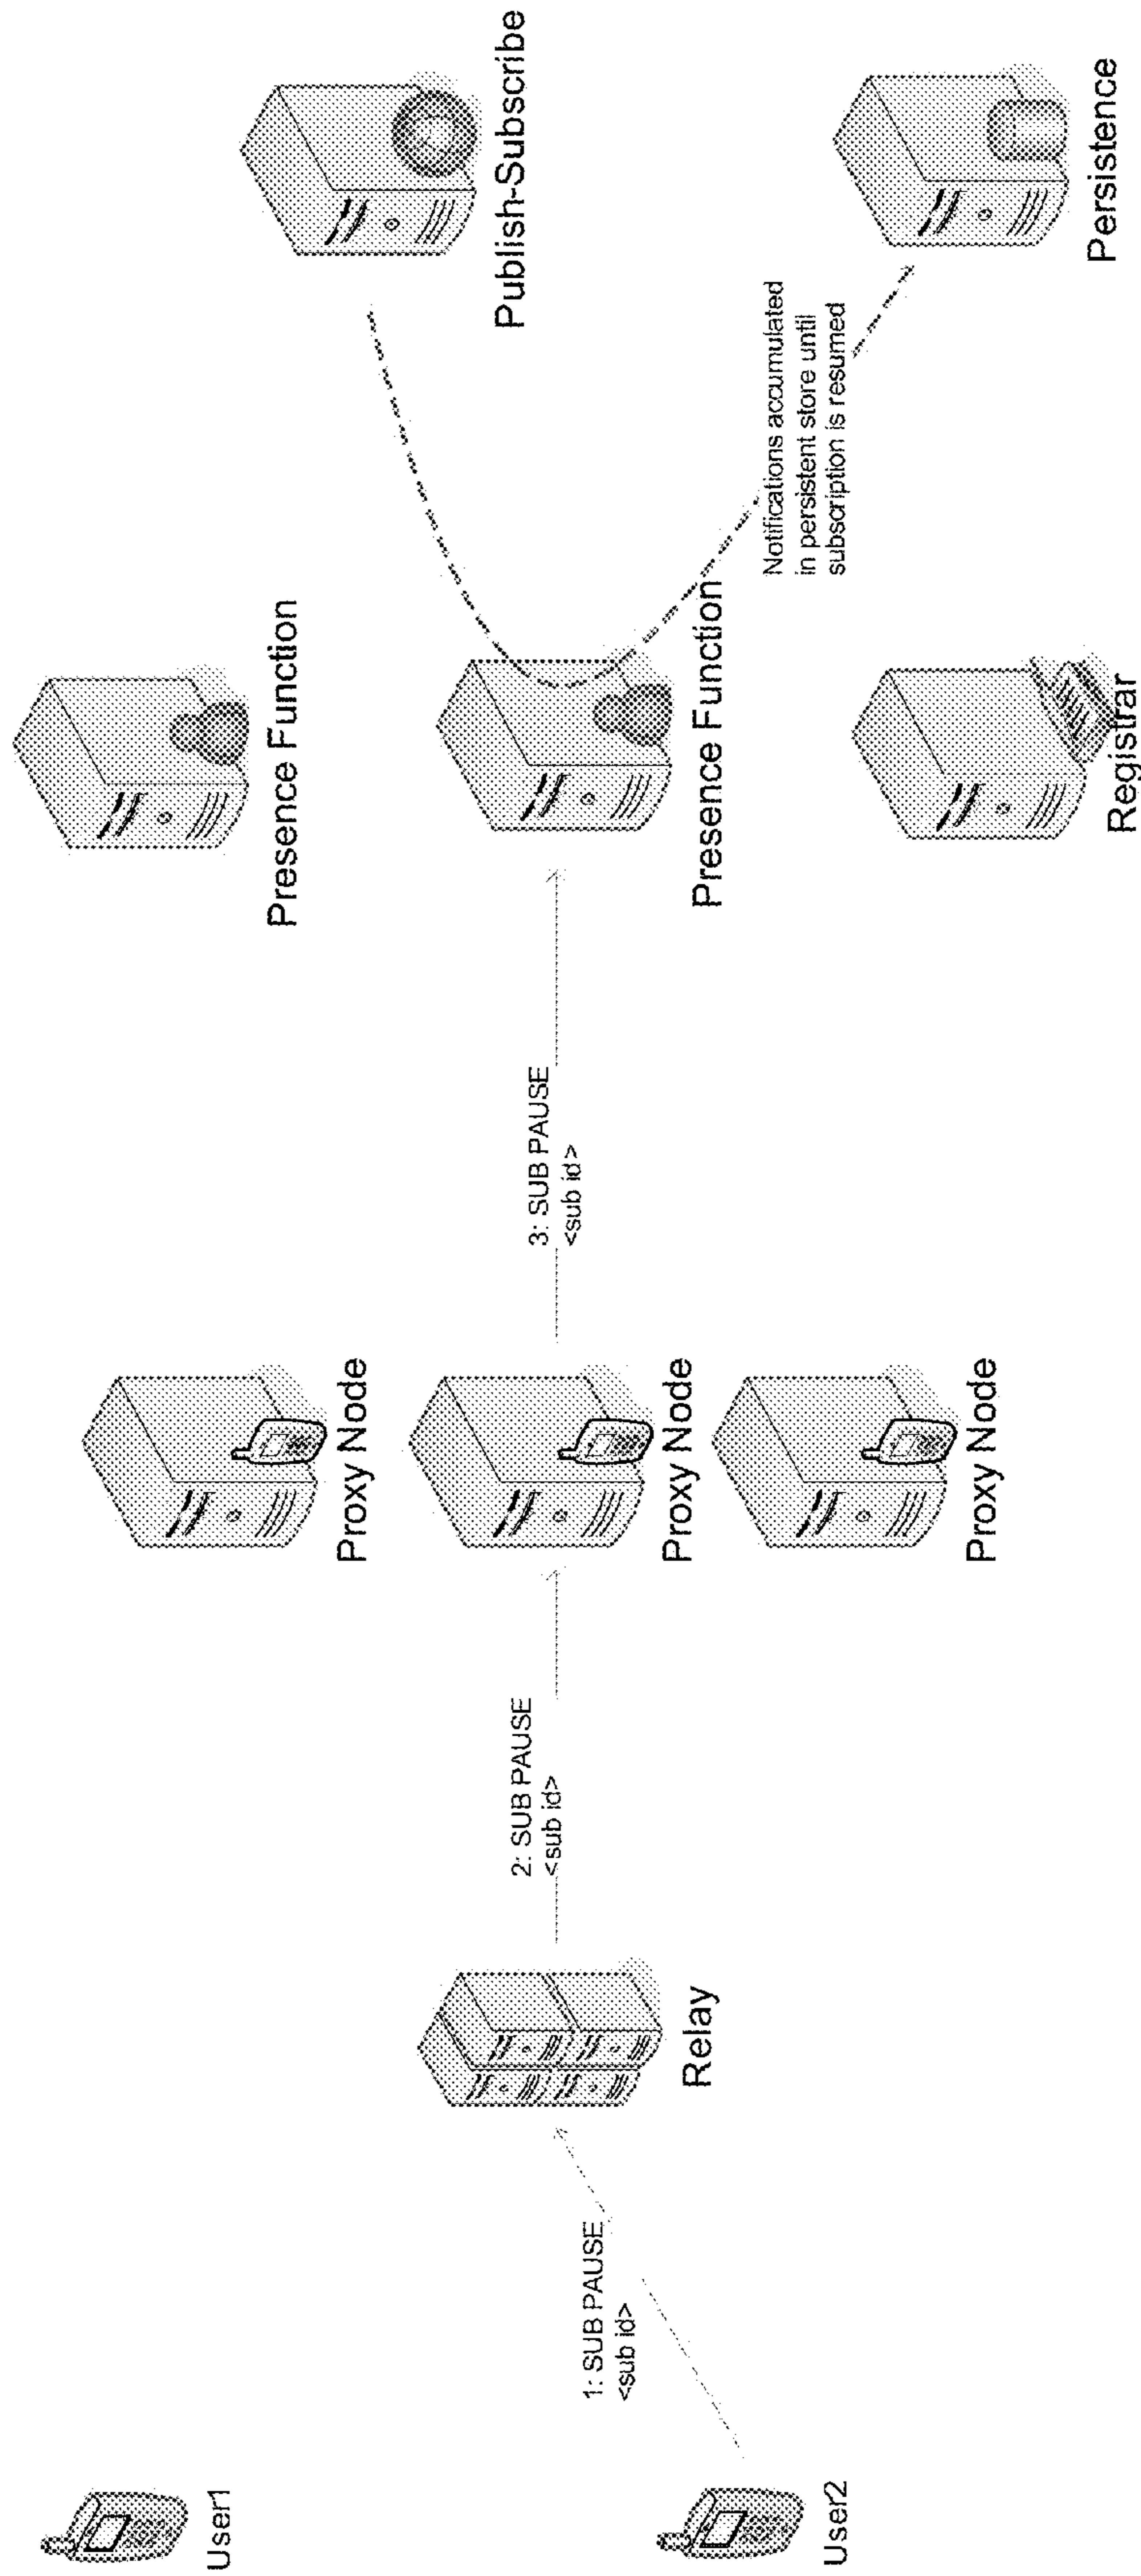 User1
User2
1: SUB PAUSE
<sub id>
Relay
2: SUB PAUSE
<sub id>
Proxy Node
Proxy Node
Proxy Node
3: SUB PAUSE
<sub id>
Presence Function
Presence Function
Registrar
Notifications accumulated
in persistent store until
subscription is resumed
Publish-Subscribe
Persistence